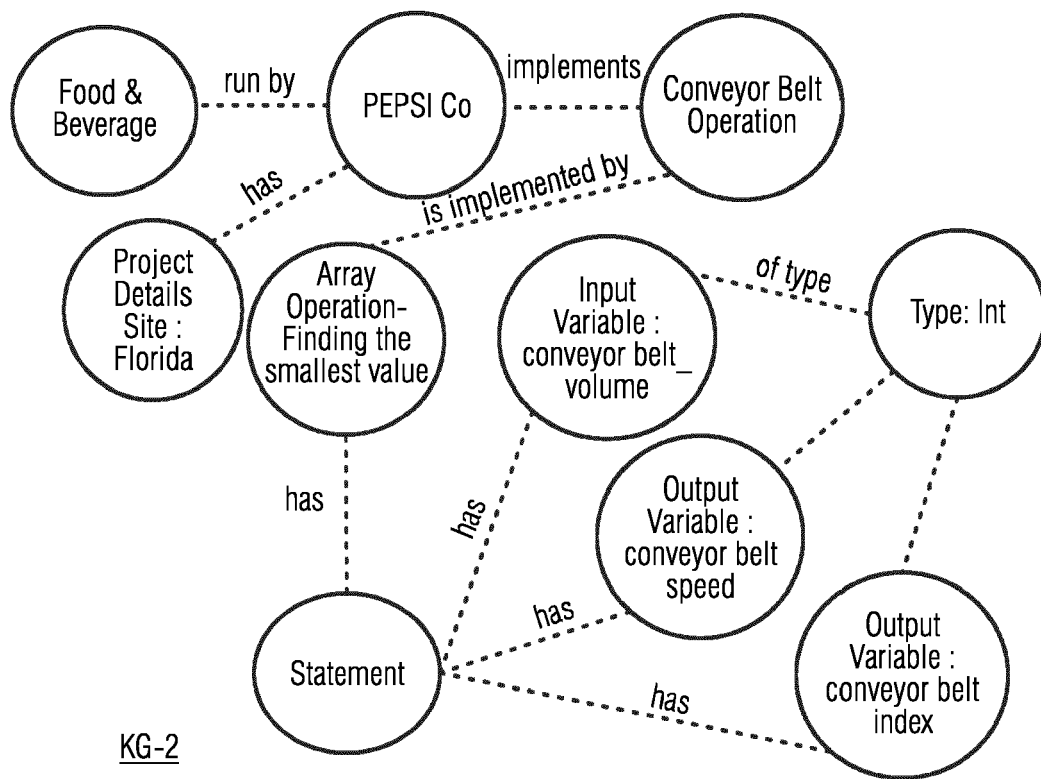 Food &
Beverage
run by
PEPSI Co
implements
Conveyor Belt
Operation
has
is implemented by
Project
Details
Site :
Florida
Array
Operation-
Finding the
smallest value
Input
Variable :
conveyor belt_
volume
of type
Type: Int
has
has
Output
Variable :
conveyor belt
speed
Statement
has
has
Output
Variable :
conveyor belt
index
KG-2